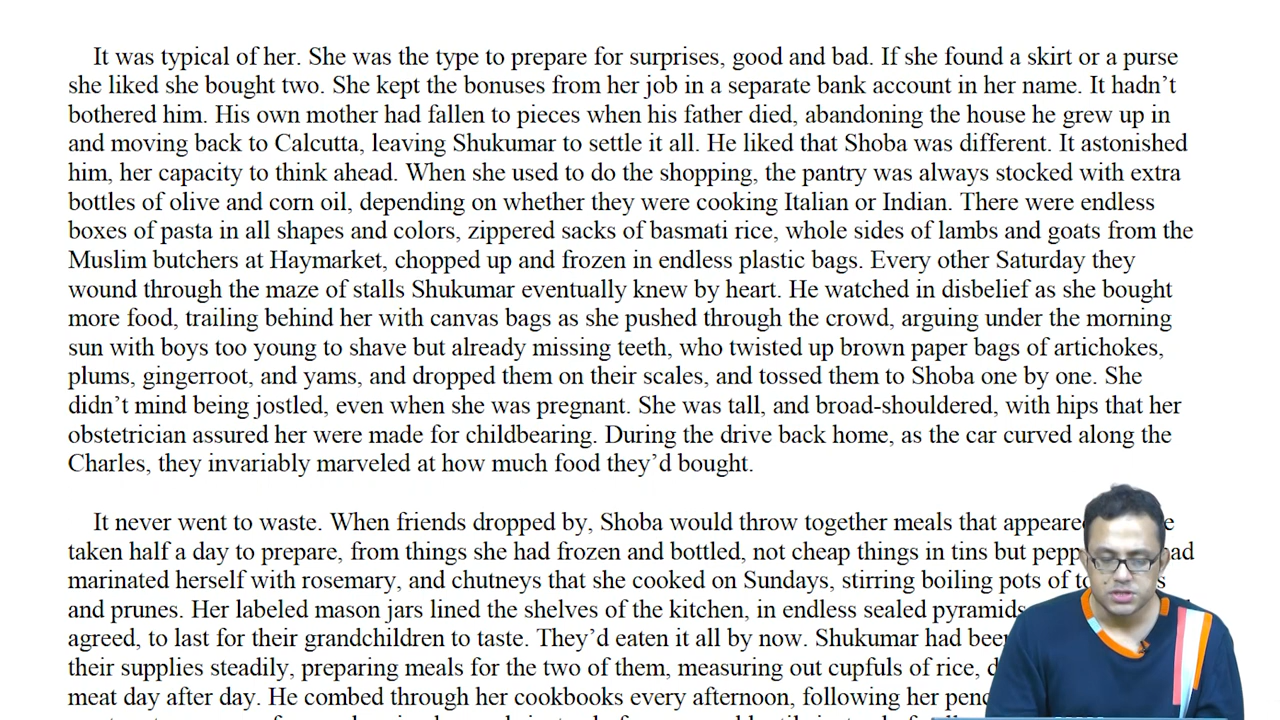 It was typical of her. She was the type to prepare for surprises, good and bad. If she found a skirt or a purse
she liked she bought two. She kept the bonuses from her job in a separate bank account in her name. It hadn’t
bothered him. His own mother had fallen to pieces when his father died, abandoning the house he grew up in
and moving back to Calcutta, leaving Shukumar to settle it all. He liked that Shoba was different. It astonished
him, her capacity to think ahead. When she used to do the shopping, the pantry was always stocked with extra
bottles of olive and corn oil, depending on whether they were cooking Italian or Indian. There were endless
boxes of pasta in all shapes and colors, zippered sacks of basmati rice, whole sides of lambs and goats from the
Muslim butchers at Haymarket, chopped up and frozen in endless plastic bags. Every other Saturday they
wound through the maze of stalls Shukumar eventually knew by heart. He watched in disbelief as she bought
more food, trailing behind her with canvas bags as she pushed through the crowd, arguing under the morning
sun with boys too young to shave but already missing teeth, who twisted up brown paper bags of artichokes,
plums, gingerroot, and yams, and dropped them on their scales, and tossed them to Shoba one by one. She
didn’t mind being jostled, even when she was pregnant. She was tall, and broad-shouldered, with hips that her
obstetrician assured her were made for childbearing. During the drive back home, as the car curved along the
Charles, they invariably marveled at how much food they’d bought.
It never went to waste. When friends dropped by, Shoba would throw together meals that
taken half a day to prepare, from things she had frozen and bottled, not cheap things in tins but
marinated herself with rosemary, and chutneys that she cooked on Sundays, stirring boiling pots of
and prunes. Her labeled mason jars lined the shelves of the kitchen, in endless sealed pyramids
agreed, to last for their grandchildren to taste. They’d eaten it all by now. Shukumar had
their supplies steadily, preparing meals for the two of them, measuring out cupfuls of rice,
meat day after day. He combed through her cookbooks every afternoon, following her